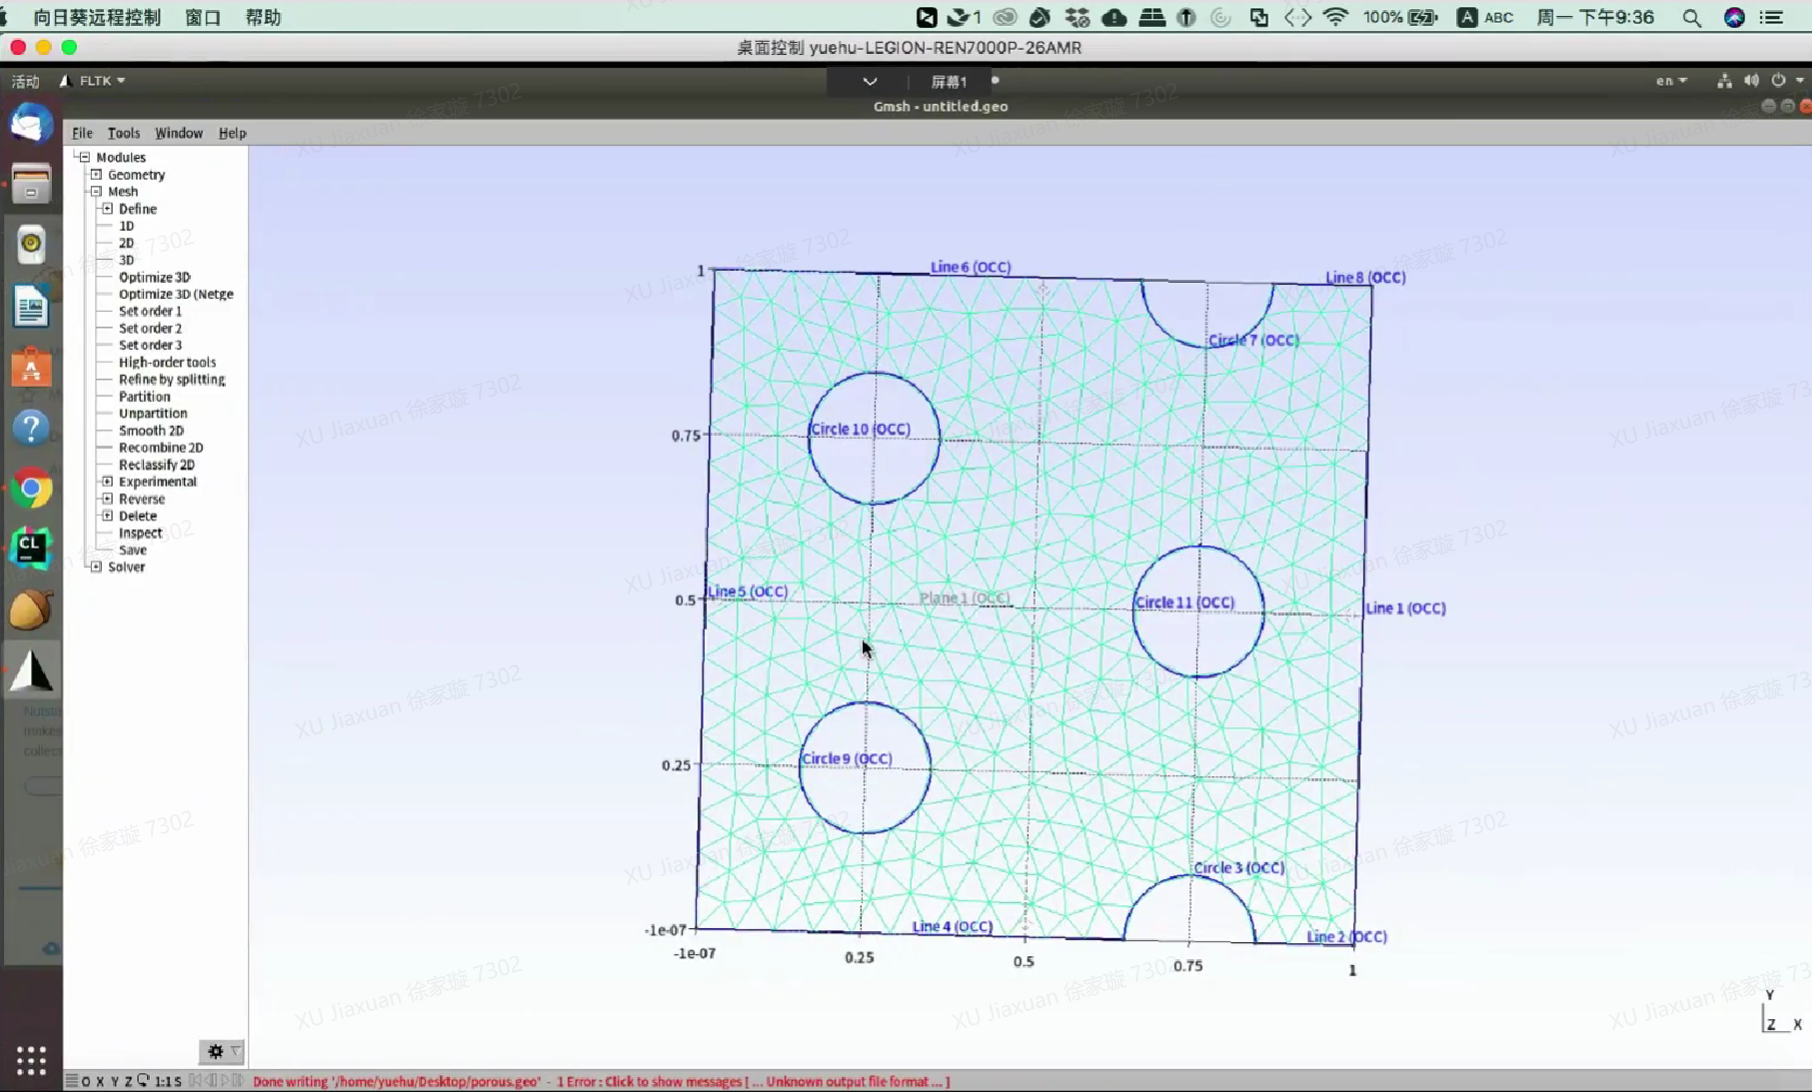 向日葵远程控制 窗口 帮助
1 100% A ABC 周一 下午9:36
桌面控制 yuehu-LEGION-REN7000P-26AMR
活动 FLTK 屏幕1 en
Gmsh - untitled.geo
File Tools Window Help
Modules
Geometry
Mesh
Define
1D
2D
3D
Optimize 3D
Optimize 3D (Netge
Set order 1
Set order 2
Set order 3
High-order tools
Refine by splitting
Partition
Unpartition
Smooth 2D
Recombine 2D
Reclassify 2D
Experimental
Reverse
Delete
Inspect
Save
Solver
CL
1
Line 6 (OCC)
Line 8 (OCC)
Circle 7 (OCC)
Circle 10 (OCC)
0.75
Line 5 (OCC)
0.5
Plane 1 (OCC)
Circle 11 (OCC)
Line 1 (OCC)
Circle 9 (OCC)
0.25
Circle 3 (OCC)
-1e-07
Line 4 (OCC)
Line 2 (OCC)
-1e-07 0.25 0.5 0.75 1
Y
Z X
O X Y Z 1:1 S Done writing '/home/yuehu/Desktop/porous.geo' - 1 Error : Click to show messages [ ... Unknown output file format ... ]
XU Jiaxuan 徐家璇 7302